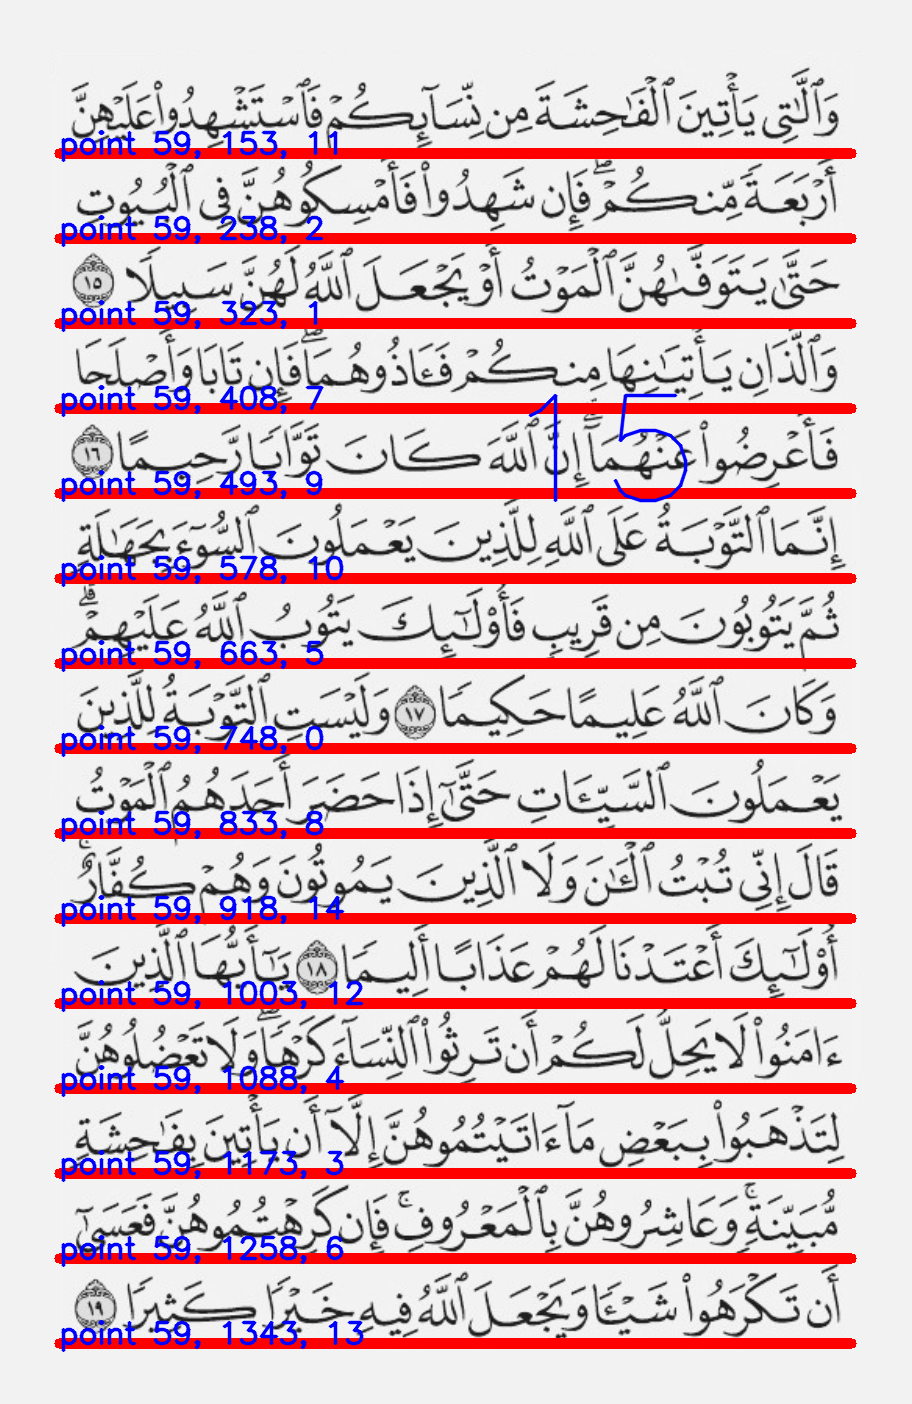 وَٱلَّٰتِى يَأْتِينَ ٱلْفَٰحِشَةَ مِن نِّسَآئِكُمْ فَٱسْتَشْهِدُوا۟ عَلَيْهِنَّ
point 59, 153, 11
أَرْبَعَةً مِّنكُمْ ۖ فَإِن شَهِدُوا۟ فَأَمْسِكُوهُنَّ فِى ٱلْبُيُوتِ
point 59, 238, 2
حَتَّىٰ يَتَوَفَّىٰهُنَّ ٱلْمَوْتُ أَوْ يَجْعَلَ ٱللَّهُ لَهُنَّ سَبِيلًا ١٥
point 59, 323, 1
وَٱلَّذَانِ يَأْتِيَٰنِهَا مِنكُمْ فَـَٔاذُوهُمَا ۖ فَإِن تَابَا وَأَصْلَحَا
point 59, 408, 7
15
فَأَعْرِضُوا۟ عَنْهُمَآ ۗ إِنَّ ٱللَّهَ كَانَ تَوَّابًا رَّحِيمًا ١٦
point 59, 493, 9
إِنَّمَا ٱلتَّوْبَةُ عَلَى ٱللَّهِ لِلَّذِينَ يَعْمَلُونَ ٱلسُّوٓءَ بِجَهَٰلَةٍ
point 59, 578, 10
ثُمَّ يَتُوبُونَ مِن قَرِيبٍ فَأُو۟لَٰٓئِكَ يَتُوبُ ٱللَّهُ عَلَيْهِمْ ۗ
point 59, 663, 5
وَكَانَ ٱللَّهُ عَلِيمًا حَكِيمًا ١٧ وَلَيْسَتِ ٱلتَّوْبَةُ لِلَّذِينَ
point 59, 748, 0
يَعْمَلُونَ ٱلسَّيِّـَٔاتِ حَتَّىٰٓ إِذَا حَضَرَ أَحَدَهُمُ ٱلْمَوْتُ
point 59, 833, 8
قَالَ إِنِّى تُبْتُ ٱلْـَٰٔنَ وَلَا ٱلَّذِينَ يَمُوتُونَ وَهُمْ كُفَّارٌ ۚ
point 59, 918, 14
أُو۟لَٰٓئِكَ أَعْتَدْنَا لَهُمْ عَذَابًا أَلِيمًا ١٨ يَٰٓأَيُّهَا ٱلَّذِينَ
point 59, 1003, 12
ءَامَنُوا۟ لَا يَحِلُّ لَكُمْ أَن تَرِثُوا۟ ٱلنِّسَآءَ كَرْهًا ۖ وَلَا تَعْضُلُوهُنَّ
point 59, 1088, 4
لِتَذْهَبُوا۟ بِبَعْضِ مَآ ءَاتَيْتُمُوهُنَّ إِلَّآ أَن يَأْتِينَ بِفَٰحِشَةٍ
point 59, 1173, 3
مُّبَيِّنَةٍ ۚ وَعَاشِرُوهُنَّ بِٱلْمَعْرُوفِ ۚ فَإِن كَرِهْتُمُوهُنَّ فَعَسَىٰٓ
point 59, 1258, 6
أَن تَكْرَهُوا۟ شَيْـًٔا وَيَجْعَلَ ٱللَّهُ فِيهِ خَيْرًا كَثِيرًا ١٩
point 59, 1343, 13